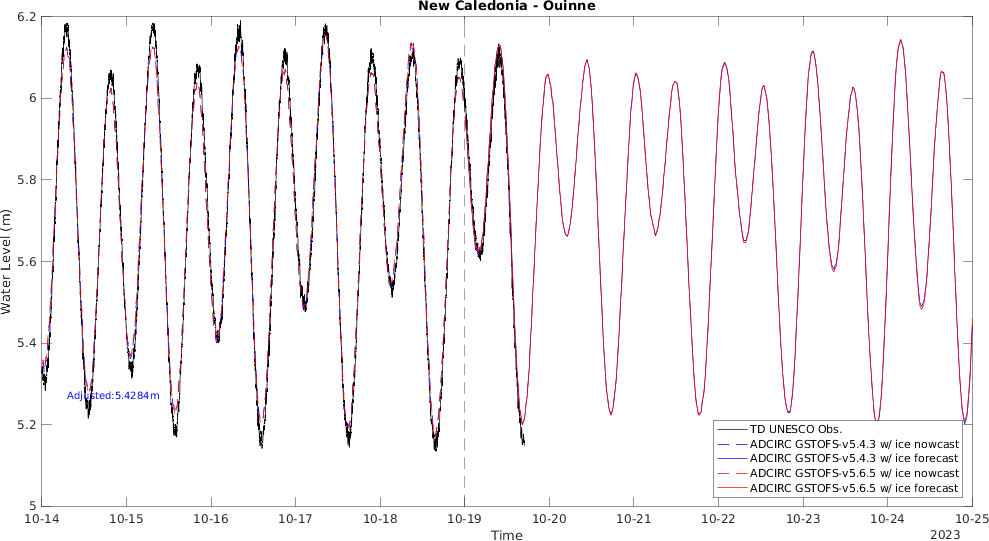 New Caledonia - Ouinne
6.2
6
5.8
5.6
5.4
5.2
5
Water Level (m)
Adjusted:5.4284m
TD UNESCO Obs.
ADCIRC GSTOFS-v5.4.3 w/ ice nowcast
ADCIRC GSTOFS-v5.4.3 w/ ice forecast
ADCIRC GSTOFS-v5.6.5 w/ ice nowcast
ADCIRC GSTOFS-v5.6.5 w/ ice forecast
10-14 10-15 10-16 10-17 10-18 10-19 10-20 10-21 10-22 10-23 10-24 10-25
Time
2023